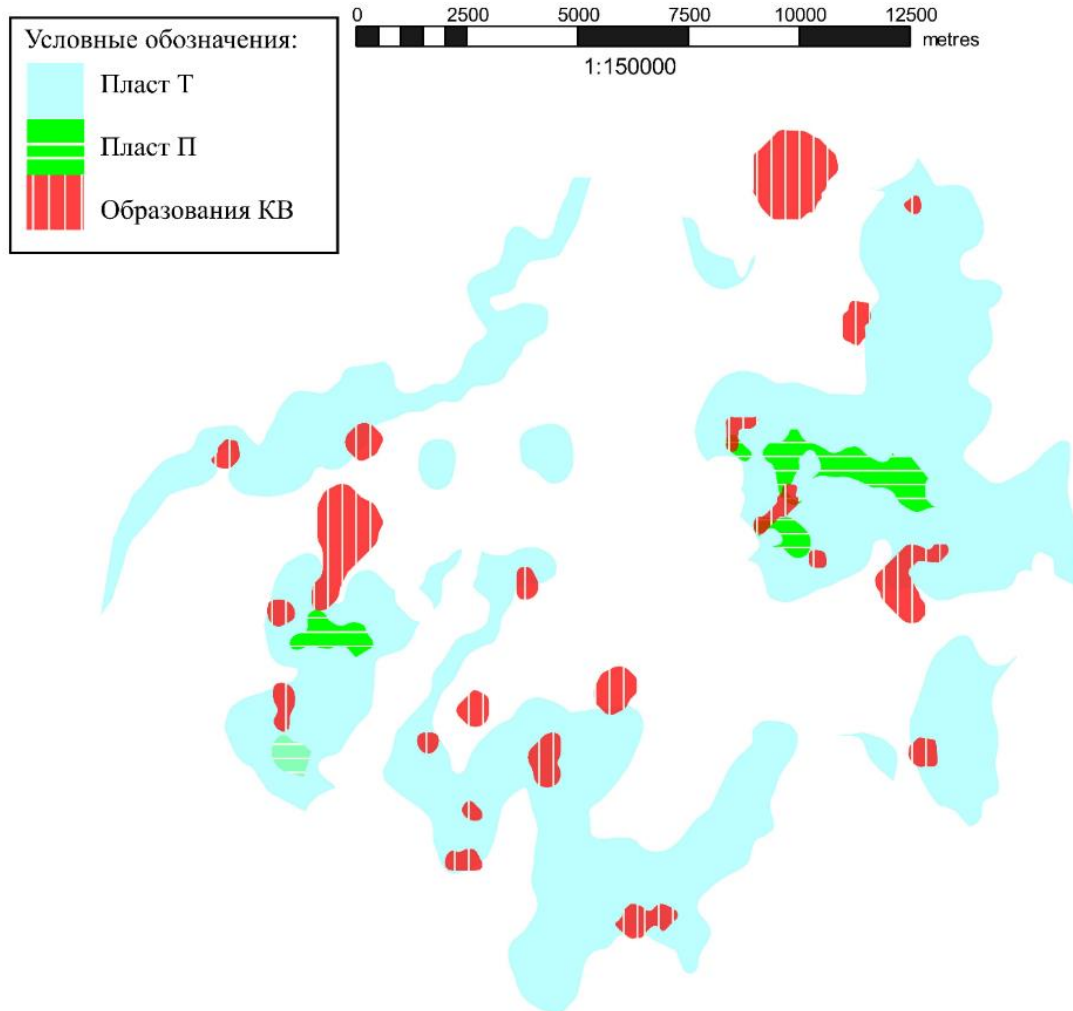 Условные обозначения:
Пласт Т
Пласт П
Образования КВ
0 2500 5000 7500 10000 12500
metres
1:150000